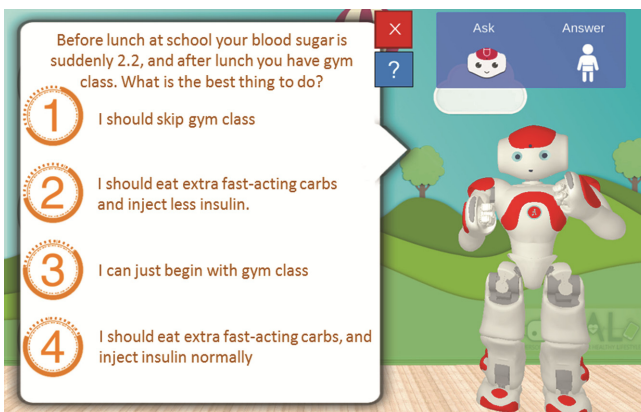 Before lunch at school your blood sugar is
suddenly 2.2, and after lunch you have gym
class. What is the best thing to do?
1
I should skip gym class
2
I should eat extra fast-acting carbs
and inject less insulin.
3
I can just begin with gym class
4
I should eat extra fast-acting carbs, and
inject insulin normally
X
?
Ask
Answer